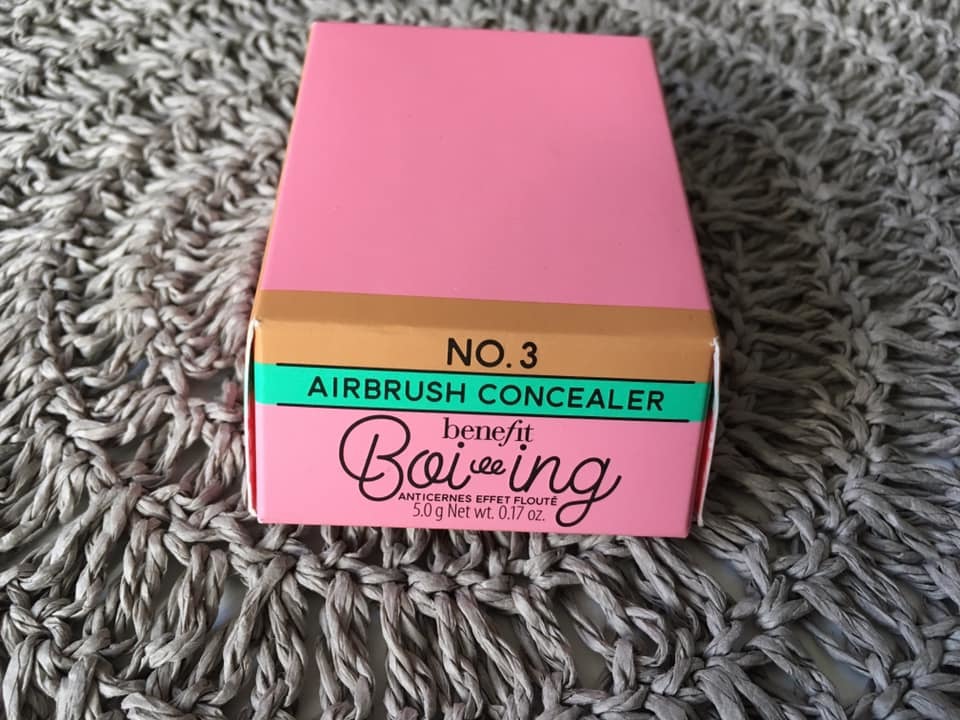 NO. 3
AIRBRUSH CONCEALER
benefit
Boi-ing
ANTICERNES EFFET FLOUTÉ
5.0 g Net wt. 0.17 oz.